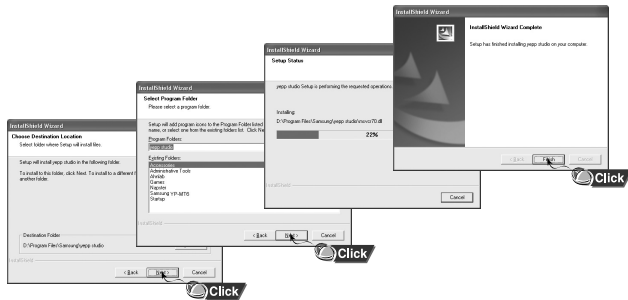 InstallShield Wizard
Choose Destination Location
Select folder where Setup will install files.
Setup will install yepp studio in the following folder.
To install to this folder, click Next. To install to a different f
another folder.
Destination Folder
D:\Program Files\Samsung\yepp studio
InstallShield
< Back
Next >
Cancel
Click
InstallShield Wizard
Select Program Folder
Please select a program folder.
Setup will add program icons to the Program Folder listed
name, or select one from the existing folders list. Click Ne
Program Folders:
yepp studio
Existing Folders:
Accessories
Administrative Tools
Ahnlab
Games
Napster
Samsung YP-MT6
Startup
InstallShield
< Back
Next >
Cancel
Click
InstallShield Wizard
Setup Status
yepp studio Setup is performing the requested operations
Installing:
D:\Program Files\Samsung\yepp studio\msvcr70.dll
22%
InstallShield
Cancel
InstallShield Wizard
InstallShield Wizard Complete
Setup has finished installing yepp studio on your computer.
< Back
Finish
Cancel
Click